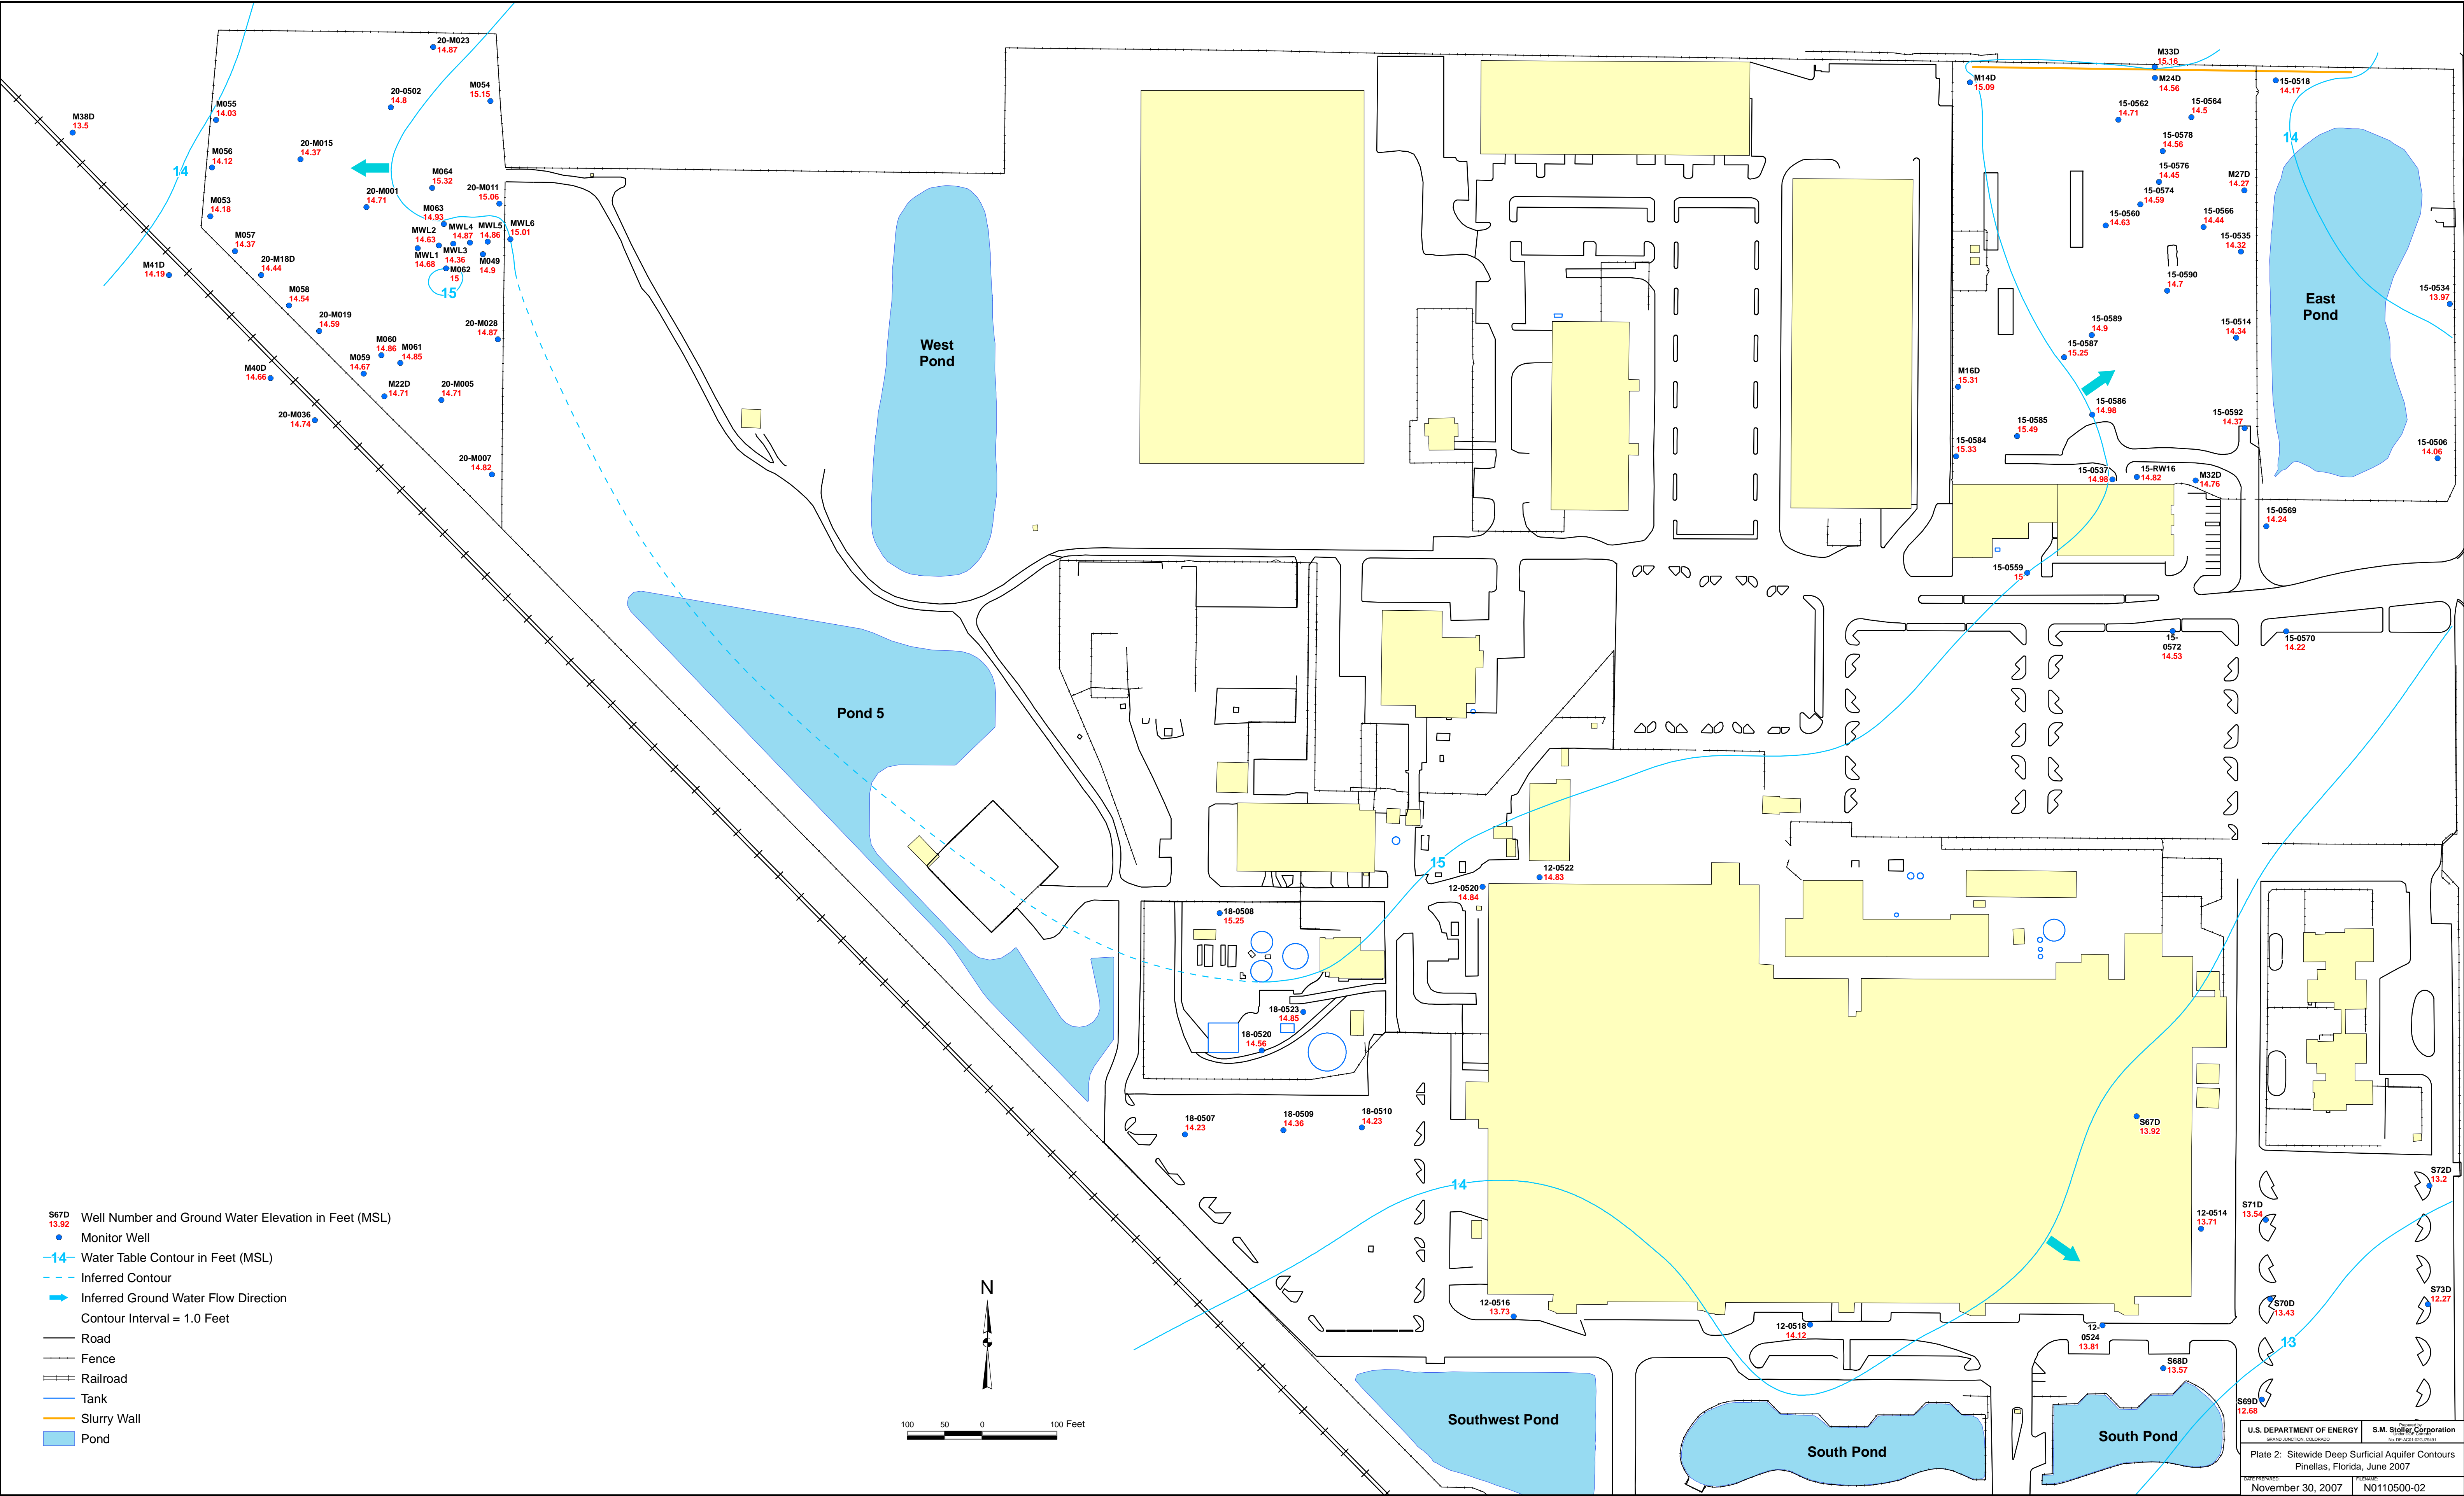 20-M023
14.87
M054
15.15
20-0502
14.8
M055
14.03
M38D
13.5
20-M015
14.37
M056
14.12
14
M064
15.32
20-M011
15.06
20-M001
14.71
M053
14.18
M063
14.93
MWL6
15.01
MWL5
14.86
MWL4
14.87
MWL2
14.63
MWL3
14.36
MWL1
14.68
M049
14.9
M062
15
15
M057
14.37
20-M18D
14.44
M41D
14.19
M058
14.54
20-M019
14.59
20-M028
14.87
M060
14.86
M061
14.85
M059
14.67
M40D
14.66
M22D
14.71
20-M005
14.71
20-M036
14.74
20-M007
14.82
West
Pond
Pond 5
M33D
15.16
M14D
15.09
M24D
14.56
15-0518
14.17
15-0562
14.71
15-0564
14.5
14
15-0578
14.56
15-0576
14.45
M27D
14.27
15-0574
14.59
15-0560
14.63
15-0566
14.44
15-0535
14.32
15-0590
14.7
15-0534
13.97
East
Pond
15-0589
14.9
15-0514
14.34
15-0587
15.25
M16D
15.31
15-0586
14.98
15-0585
15.49
15-0592
14.37
15-0584
15.33
15-0506
14.06
15-0537
14.98
15-RW16
14.82
M32D
14.76
15-0569
14.24
15-0559
15
15-
0572
14.53
15-0570
14.22
15
12-0522
14.83
12-0520
14.84
18-0508
15.25
18-0523
14.85
18-0520
14.56
18-0507
14.23
18-0509
14.36
18-0510
14.23
14
S67D
13.92
S72D
13.2
S71D
13.54
12-0514
13.71
S73D
12.27
S70D
13.43
12-0516
13.73
12-0518
14.12
12-
0524
13.81
13
S68D
13.57
S69D
12.68
Southwest Pond
South Pond
South Pond
S67D
13.92
Well Number and Ground Water Elevation in Feet (MSL)
Monitor Well
14 Water Table Contour in Feet (MSL)
Inferred Contour
Inferred Ground Water Flow Direction
Contour Interval = 1.0 Feet
Road
Fence
Railroad
Tank
Slurry Wall
Pond
N
100 50 0 100 Feet
U.S. DEPARTMENT OF ENERGY
GRAND JUNCTION, COLORADO
Prepared by
S.M. Stoller Corporation
Plate 2: Sitewide Deep Surficial Aquifer Contours
Pinellas, Florida, June 2007
DATE PREPARED:
November 30, 2007
FILENAME:
N0110500-02